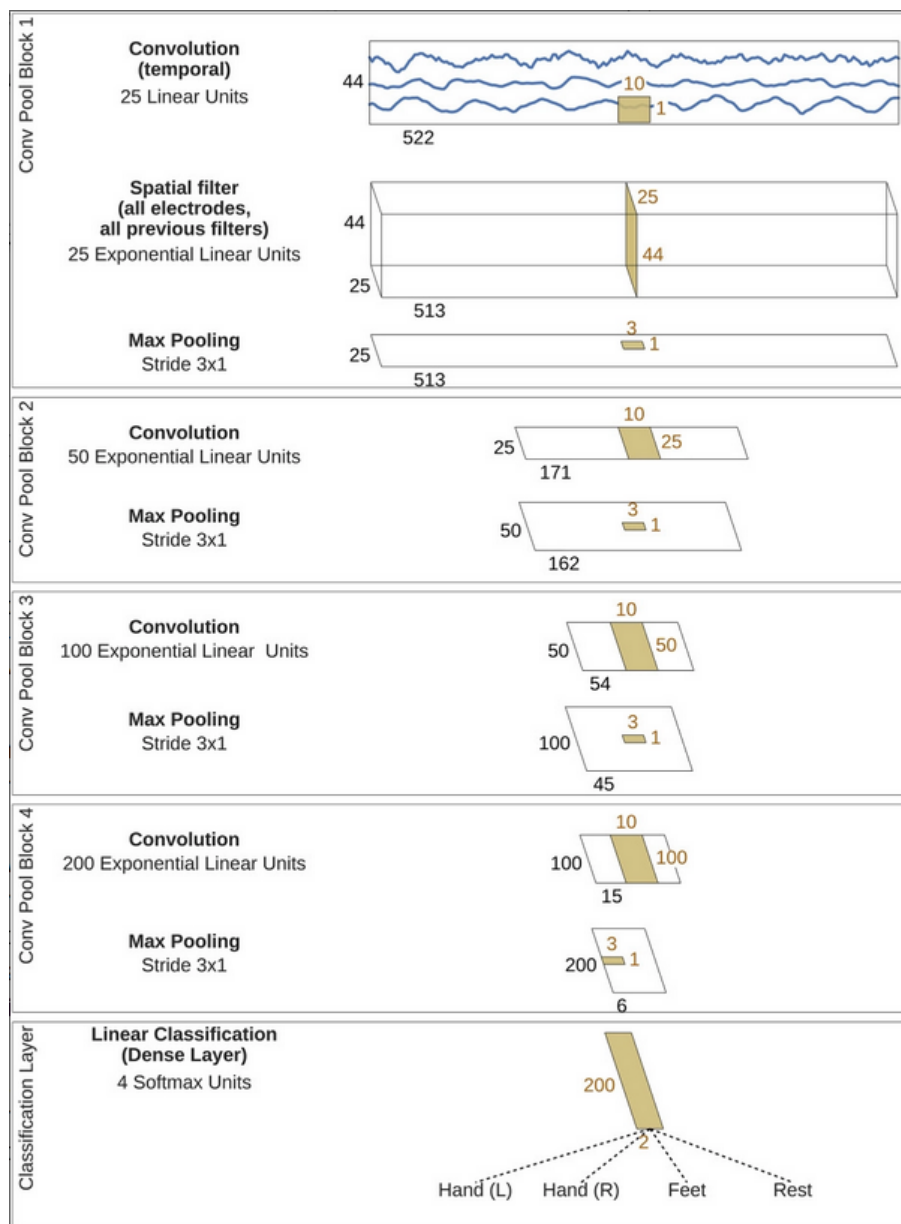 Conv Pool Block 1
Convolution
(temporal)
25 Linear Units
44
10
1
522
Spatial filter
(all electrodes,
all previous filters)
25 Exponential Linear Units
44
25
25
44
513
Max Pooling
Stride 3x1
25
3
1
513
Conv Pool Block 2
Convolution
50 Exponential Linear Units
25
10
25
171
Max Pooling
Stride 3x1
50
3
1
162
Conv Pool Block 3
Convolution
100 Exponential Linear Units
50
10
50
54
Max Pooling
Stride 3x1
100
3
1
45
Conv Pool Block 4
Convolution
200 Exponential Linear Units
100
10
100
15
Max Pooling
Stride 3x1
200
3
1
6
Classification Layer
Linear Classification
(Dense Layer)
4 Softmax Units
200
2
Hand (L) Hand (R) Feet Rest